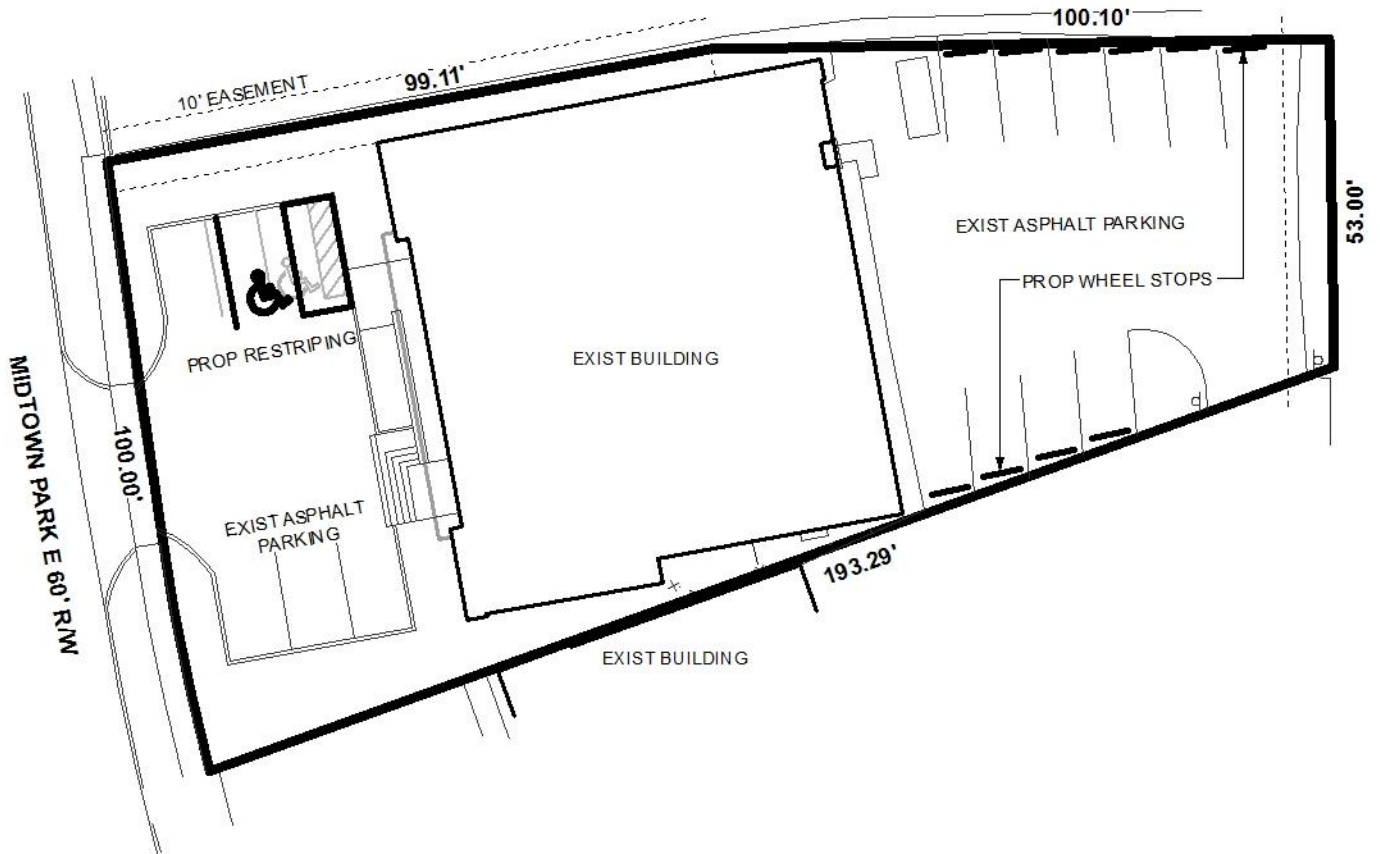 100.10'
99.11'
10' EASEMENT
53.00'
EXIST ASPHALT PARKING
PROP WHEEL STOPS
PROP RESTRIPING
EXIST BUILDING
MIDTOWN PARK E 60' R/W
100.00'
EXIST ASPHALT
PARKING
193.29'
EXIST BUILDING